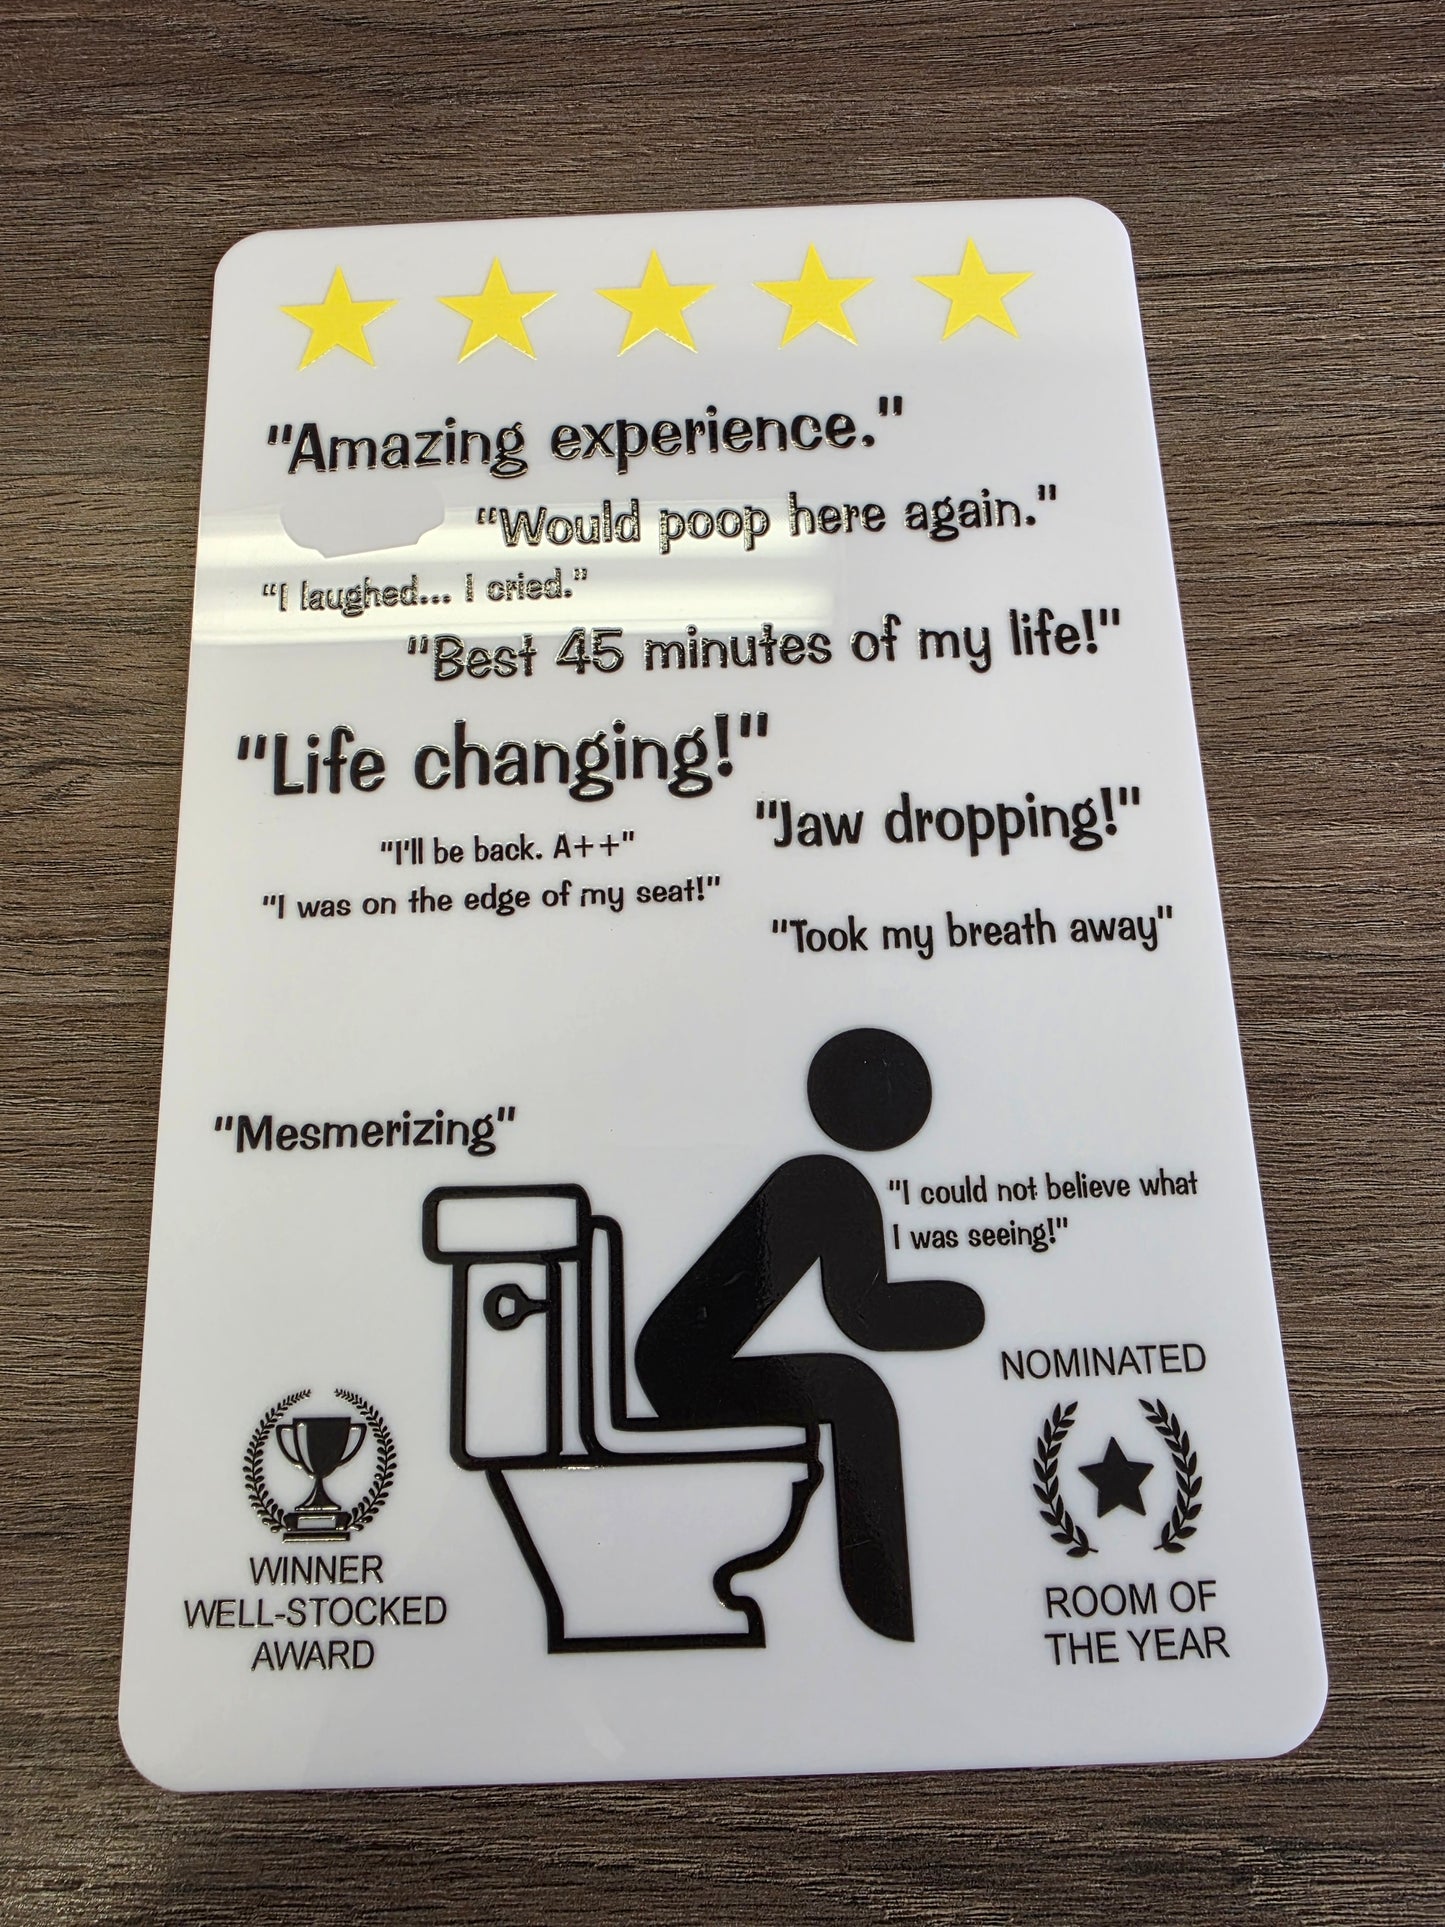 "Amazing experience."
"Would poop here again."
"I laughed... I cried."
"Best 45 minutes of my life!"
"Life changing!"
"Jaw dropping!"
"I'll be back. A++"
"I was on the edge of my seat!"
"Took my breath away"
"Mesmerizing"
"I could not believe what
I was seeing!"
WINNER
WELL-STOCKED
AWARD
NOMINATED
ROOM OF
THE YEAR